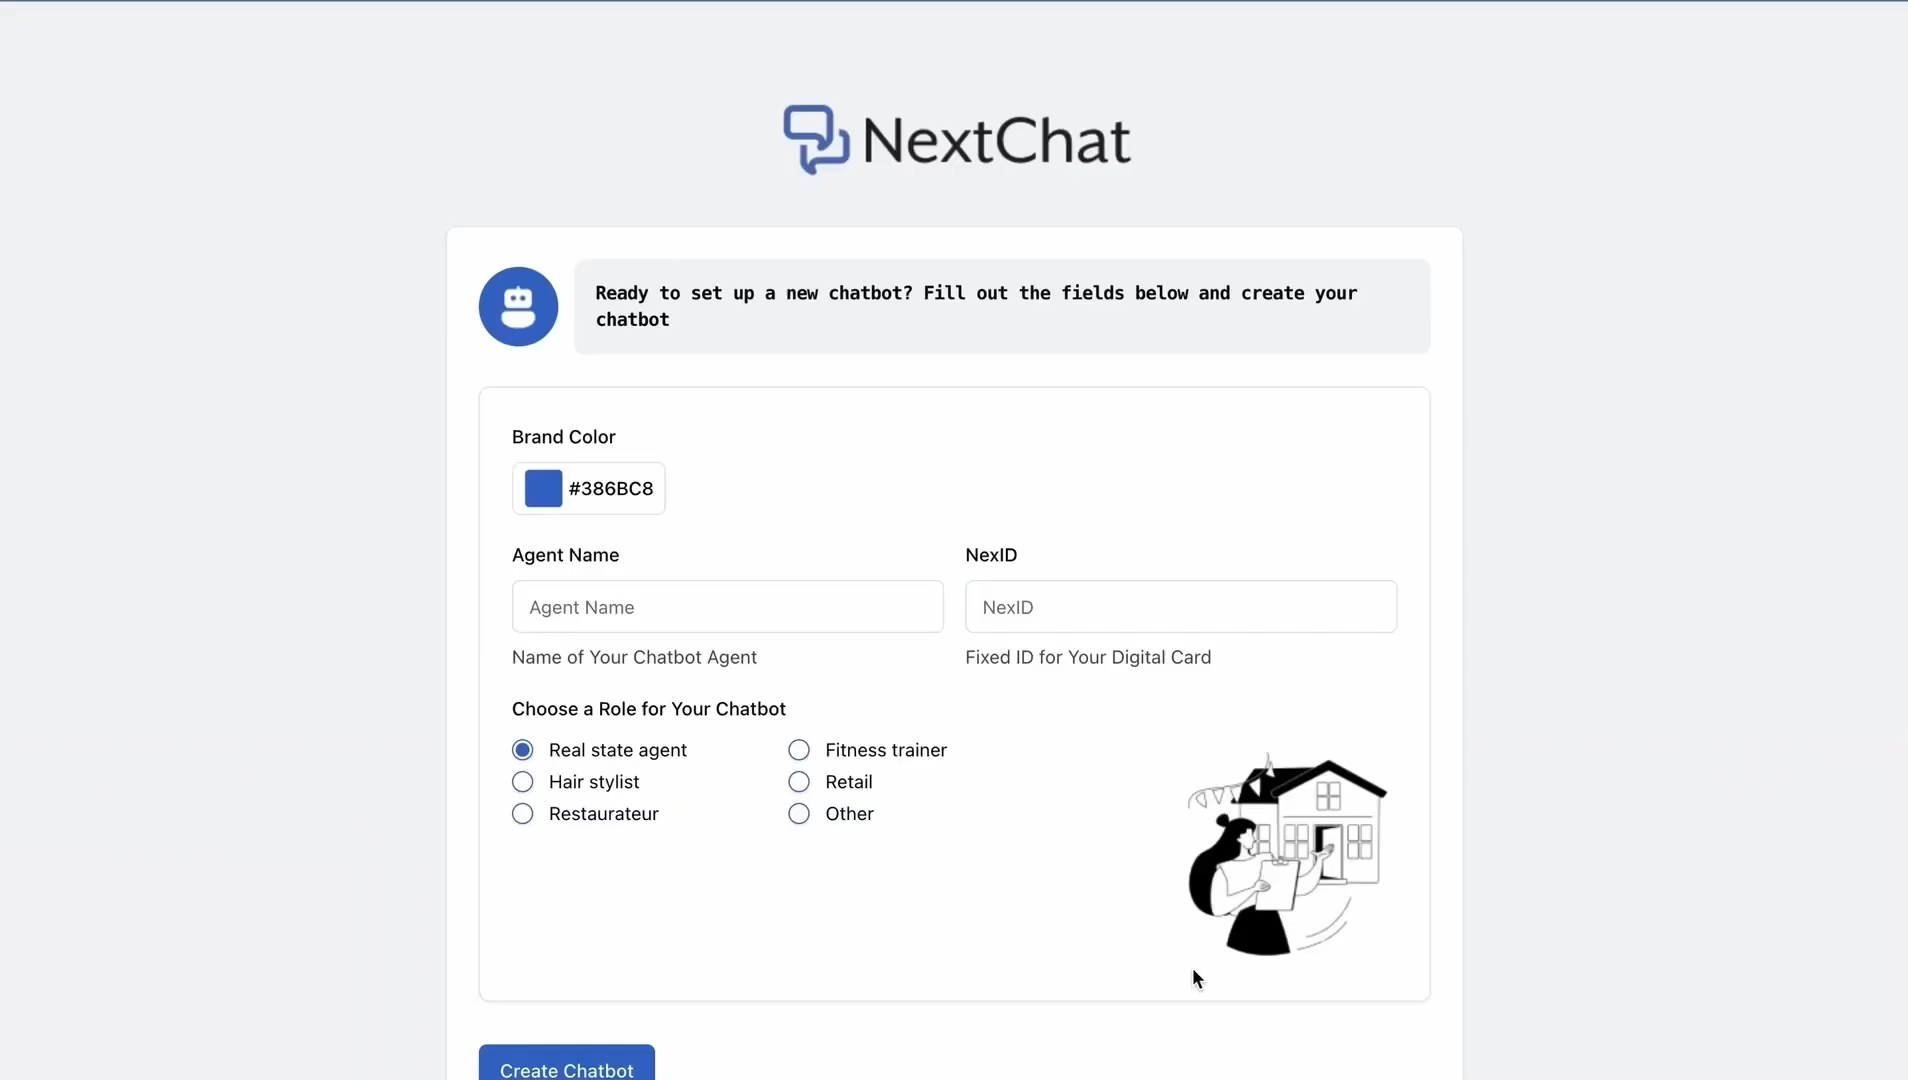 NextChat
Ready to set up a new chatbot? Fill out the fields below and create your
chatbot
Brand Color
#386BC8
Agent Name
NexID
Agent Name
NexID
Name of Your Chatbot Agent
Fixed ID for Your Digital Card
Choose a Role for Your Chatbot
Real state agent
Fitness trainer
Hair stylist
Retail
Restaurateur
Other
Create Chatbot